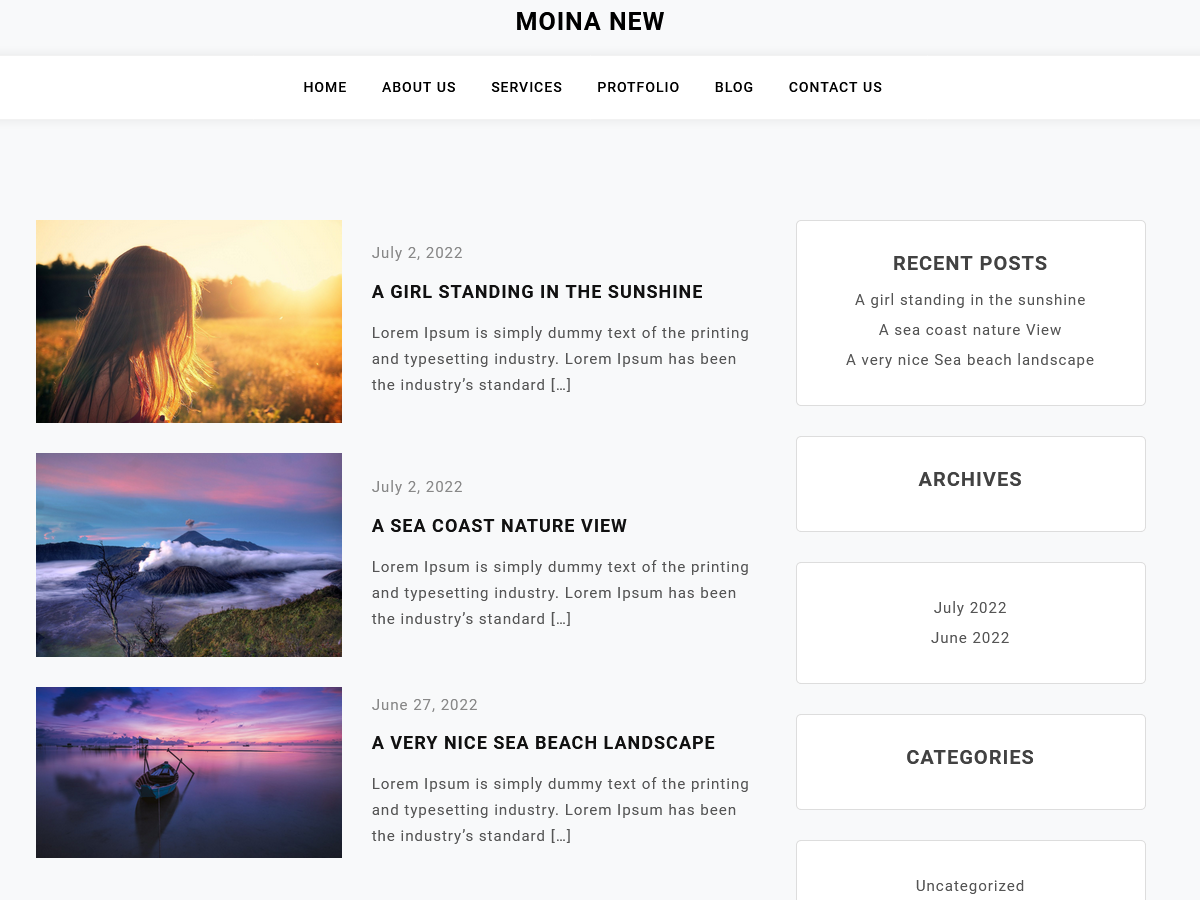 MOINA NEW
HOME ABOUT US SERVICES PROTFOLIO BLOG CONTACT US
July 2, 2022
A GIRL STANDING IN THE SUNSHINE
Lorem Ipsum is simply dummy text of the printing
and typesetting industry. Lorem Ipsum has been
the industry’s standard […]
July 2, 2022
A SEA COAST NATURE VIEW
Lorem Ipsum is simply dummy text of the printing
and typesetting industry. Lorem Ipsum has been
the industry’s standard […]
June 27, 2022
A VERY NICE SEA BEACH LANDSCAPE
Lorem Ipsum is simply dummy text of the printing
and typesetting industry. Lorem Ipsum has been
the industry’s standard […]
RECENT POSTS
A girl standing in the sunshine
A sea coast nature View
A very nice Sea beach landscape
ARCHIVES
July 2022
June 2022
CATEGORIES
Uncategorized